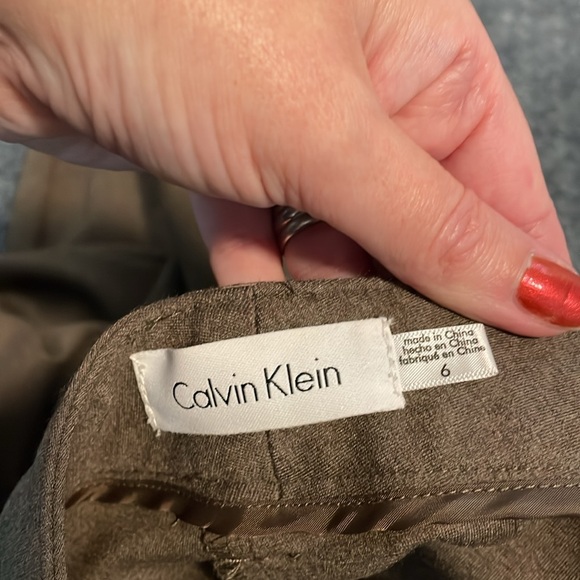 Calvin Klein
made in China
hecho en China
fabriqué en Chine
6